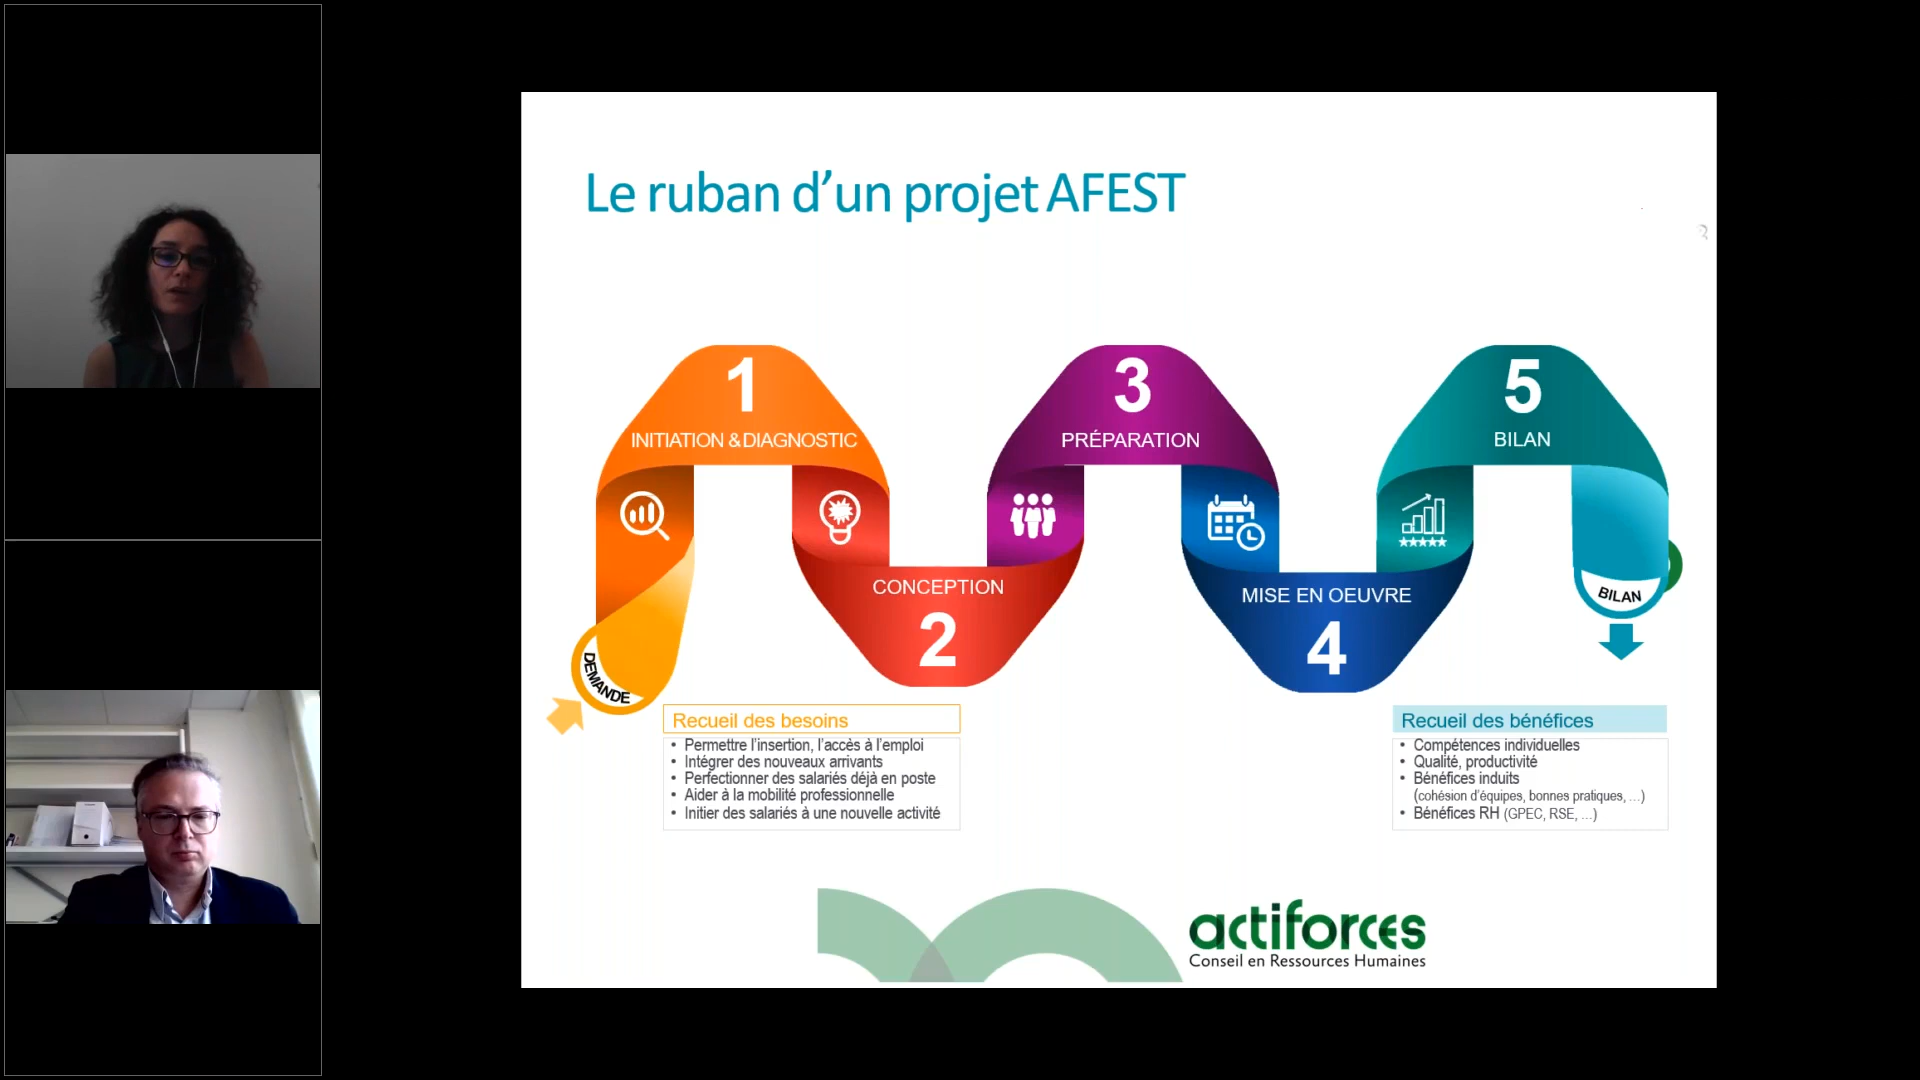 Le ruban d’un projet AFEST
1
INITIATION & DIAGNOSTIC
3
PRÉPARATION
5
BILAN
CONCEPTION
2
MISE EN OEUVRE
4
BILAN
DEMANDE
Recueil des besoins
• Permettre l’insertion, l’accès à l’emploi
• Intégrer des nouveaux arrivants
• Perfectionner des salariés déjà en poste
• Aider à la mobilité professionnelle
• Initier des salariés à une nouvelle activité
Recueil des bénéfices
• Compétences individuelles
• Qualité, productivité
• Bénéfices induits
(cohésion d’équipes, bonnes pratiques, ...)
• Bénéfices RH (GPEC, RSE, ...)
actiforces
Conseil en Ressources Humaines